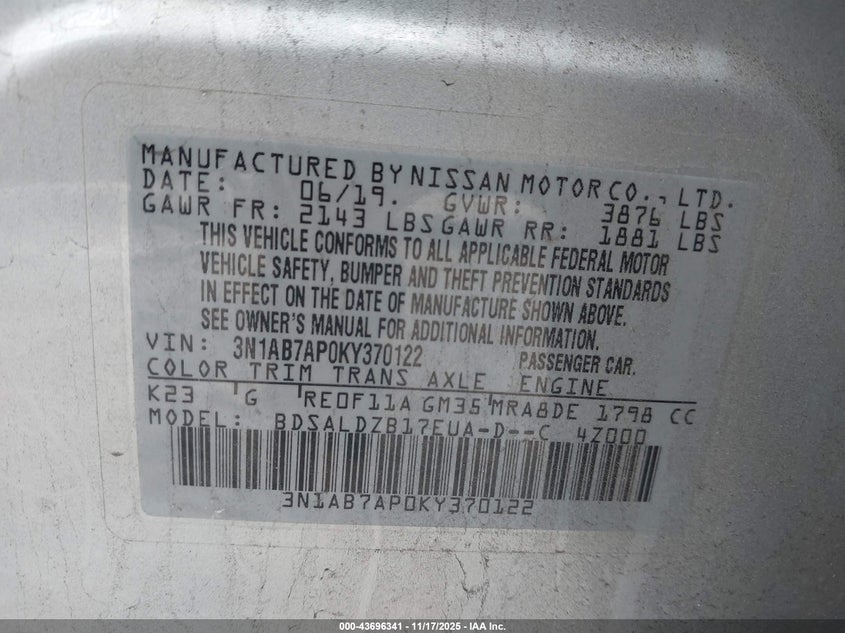 MANUFACTURED BY NISSAN MOTOR CO., LTD.
DATE: 06/19. GVWR: 3876 LBS
GAWR FR: 2143 LBS GAWR RR: 1881 LBS
THIS VEHICLE CONFORMS TO ALL APPLICABLE FEDERAL MOTOR
VEHICLE SAFETY, BUMPER AND THEFT PREVENTION STANDARDS
IN EFFECT ON THE DATE OF MANUFACTURE SHOWN ABOVE.
SEE OWNER'S MANUAL FOR ADDITIONAL INFORMATION.
VIN: 3N1AB7AP0KY370122 PASSENGER CAR.
COLOR TRIM TRANS AXLE ENGINE
K23 G RE0F11A GM35 MRA8DE 1798 CC
MODEL: BDSALDZB17EUA-D--C 4Z000
3N1AB7AP0KY370122
000-43696341 | 11/17/2025 - IAA Inc.